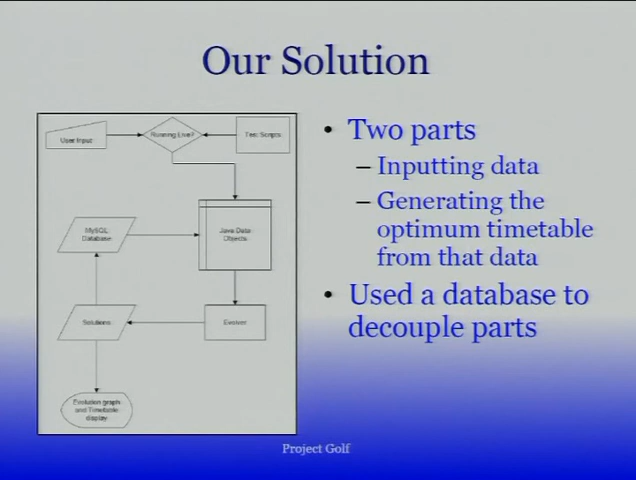 Our Solution
User Input
Running Live?
Test Scripts
MySQL
Database
Java Data
Objects
Solutions
Evolver
Evolution graph
and Timetable
display
• Two parts
– Inputting data
– Generating the
optimum timetable
from that data
• Used a database to
decouple parts
Project Golf